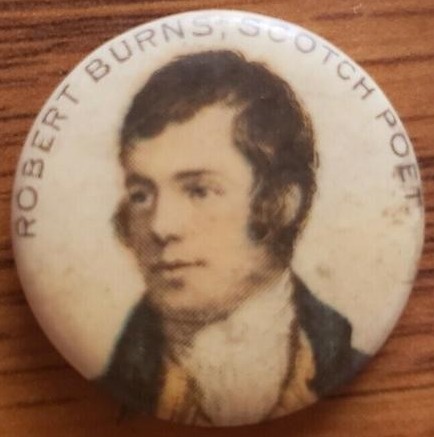 ROBERT BURNS, SCOTCH POET